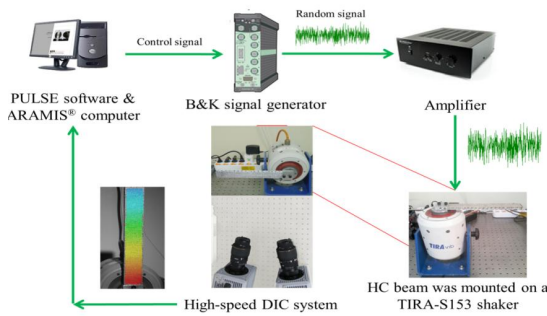 Control signal
Random signal
PULSE software &
ARAMIS® computer
B&K signal generator
Amplifier
TIRA
High-speed DIC system
HC beam was mounted on a
TIRA-S153 shaker